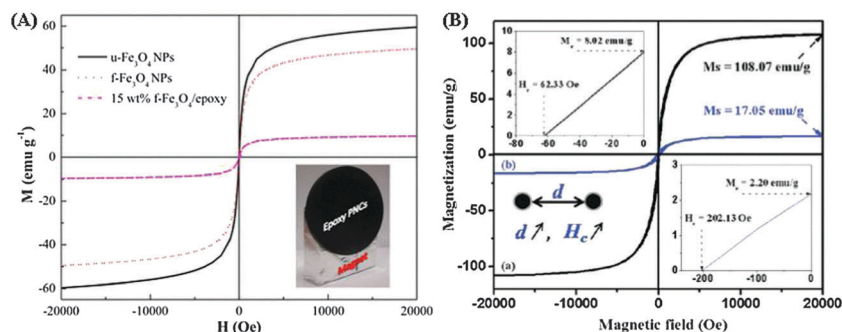 (A)
60
40
20
0
-20
-40
-60
M (emu g⁻¹)
u-Fe₃O₄ NPs
f-Fe₃O₄ NPs
15 wt% f-Fe₃O₄/epoxy
Epoxy PNCs
Magnet
-20000 -10000 0 10000 20000
H (Oe)
(B)
100
50
0
-50
-100
Magnetization (emu/g)
Ms = 108.07 emu/g
Ms = 17.05 emu/g
(b)
(a)
d
d ↗, Hc ↗
10
8
6
4
2
0
Mr = 8.02 emu/g
Hc = 62.33 Oe
-80 -60 -40 -20 0
3
2
1
0
Mr = 2.20 emu/g
Hc = 202.13 Oe
-200 -100 0
-20000 -10000 0 10000 20000
Magnetic field (Oe)